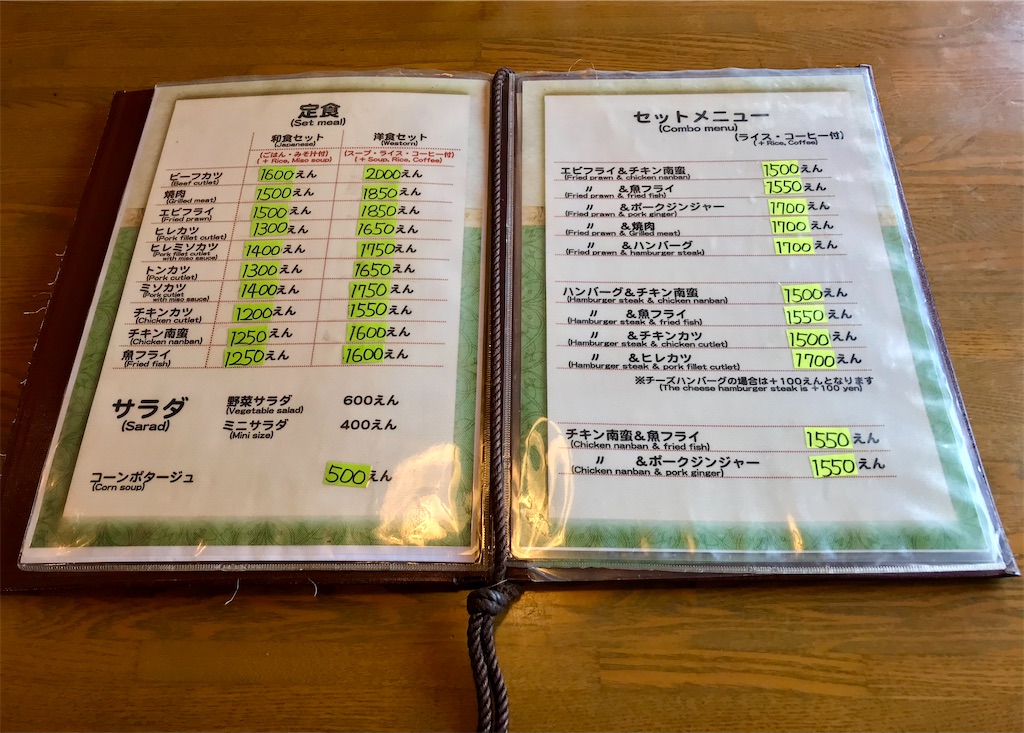 定食
(Set meal)
和食セット 洋食セット
(Japanese) (Western)
(ごはん・みそ汁付) (スープ・ライス・コーヒー付)
(+ Rice, Miso soup) (+ Soup, Rice, Coffee)
ビーフカツ 1600えん 2000えん
(Beef cutlet)
焼肉 1500えん 1850えん
(Grilled meat)
エビフライ 1500えん 1850えん
(Fried prawn)
ヒレカツ 1300えん 1650えん
(Pork fillet cutlet)
ヒレミソカツ 1400えん 1750えん
(Pork fillet cutlet
with miso sauce)
トンカツ 1300えん 1650えん
(Pork cutlet)
ミソカツ 1400えん 1750えん
(Pork cutlet
with miso sauce)
チキンカツ 1200えん 1550えん
(Chicken cutlet)
チキン南蛮 1250えん 1600えん
(Chicken nanban)
魚フライ 1250えん 1600えん
(Fried fish)
サラダ 野菜サラダ 600えん
(Sarad) (Vegetable salad)
ミニサラダ 400えん
(Mini size)
コーンポタージュ 500えん
(Corn soup)
セットメニュー
(Combo menu)
(ライス・コーヒー付)
(+ Rice, Coffee)
エビフライ&チキン南蛮 1500えん
(Fried prawn & chicken nanban)
〃 &魚フライ 1550えん
(Fried prawn & fried fish)
〃 &ポークジンジャー 1700えん
(Fried prawn & pork ginger)
〃 &焼肉 1700えん
(Fried prawn & Grilled meat)
〃 &ハンバーグ 1700えん
(Fried prawn & hamburger steak)
ハンバーグ&チキン南蛮 1500えん
(Hamburger steak & chicken nanban)
〃 &魚フライ 1550えん
(Hamburger steak & fried fish)
〃 &チキンカツ 1500えん
(Hamburger steak & chicken cutlet)
〃 &ヒレカツ 1700えん
(Hamburger steak & pork fillet cutlet)
※チーズハンバーグの場合は+100えんとなります
(The cheese hamburger steak is +100 yen)
チキン南蛮&魚フライ 1550えん
(Chicken nanban & fried fish)
〃 &ポークジンジャー 1550えん
(Chicken nanban & pork ginger)